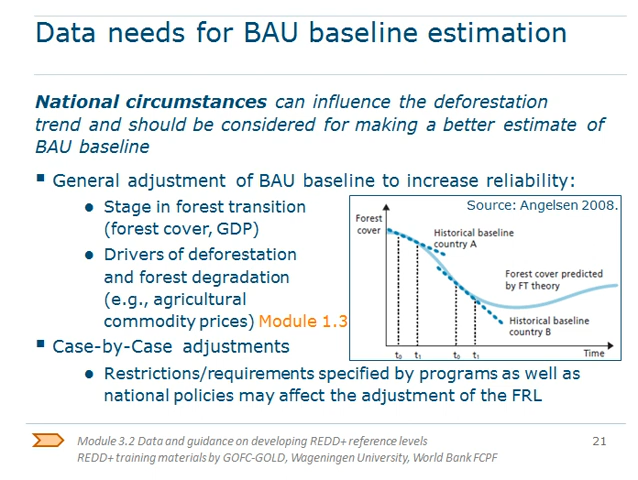 Data needs for BAU baseline estimation
National circumstances can influence the deforestation
trend and should be considered for making a better estimate of
BAU baseline
▪ General adjustment of BAU baseline to increase reliability:
● Stage in forest transition
(forest cover, GDP)
● Drivers of deforestation
and forest degradation
(e.g., agricultural
commodity prices) Module 1.3
Source: Angelsen 2008.
Forest
cover
Historical baseline
country A
Forest cover predicted
by FT theory
Historical baseline
country B
t₀ t₁ t₀ t₁ Time
▪ Case-by-Case adjustments
● Restrictions/requirements specified by programs as well as
national policies may affect the adjustment of the FRL
Module 3.2 Data and guidance on developing REDD+ reference levels
REDD+ training materials by GOFC-GOLD, Wageningen University, World Bank FCPF
21